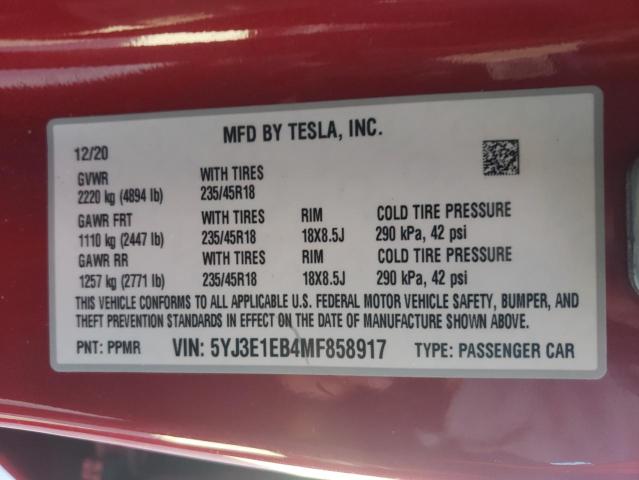 MFD BY TESLA, INC.
12/20
GVWR WITH TIRES
2220 kg (4894 lb) 235/45R18
GAWR FRT WITH TIRES RIM COLD TIRE PRESSURE
1110 kg (2447 lb) 235/45R18 18X8.5J 290 kPa, 42 psi
GAWR RR WITH TIRES RIM COLD TIRE PRESSURE
1257 kg (2771 lb) 235/45R18 18X8.5J 290 kPa, 42 psi
THIS VEHICLE CONFORMS TO ALL APPLICABLE U.S. FEDERAL MOTOR VEHICLE SAFETY, BUMPER, AND
THEFT PREVENTION STANDARDS IN EFFECT ON THE DATE OF MANUFACTURE SHOWN ABOVE.
PNT: PPMR VIN: 5YJ3E1EB4MF858917 TYPE: PASSENGER CAR